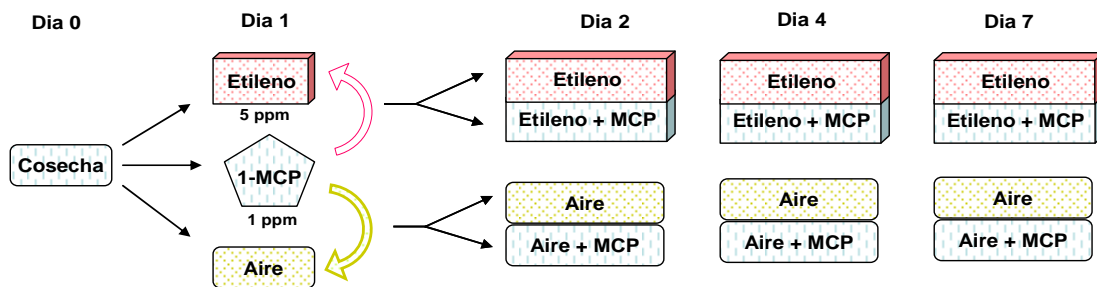 Dia 0
Dia 1
Dia 2
Dia 4
Dia 7
Cosecha
Etileno
5 ppm
1-MCP
1 ppm
Aire
Etileno
Etileno + MCP
Aire
Aire + MCP
Etileno
Etileno + MCP
Aire
Aire + MCP
Etileno
Etileno + MCP
Aire
Aire + MCP